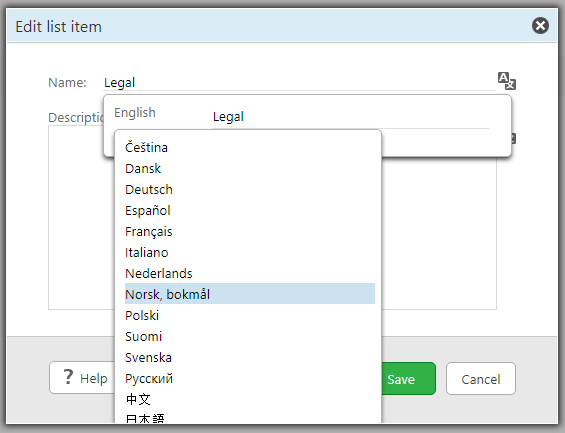 Edit list item
Name: Legal
English Legal
Descriptio
Čeština
Dansk
Deutsch
Español
Français
Italiano
Nederlands
Norsk, bokmål
Polski
Suomi
Svenska
Русский
中文
日本語
? Help Save Cancel